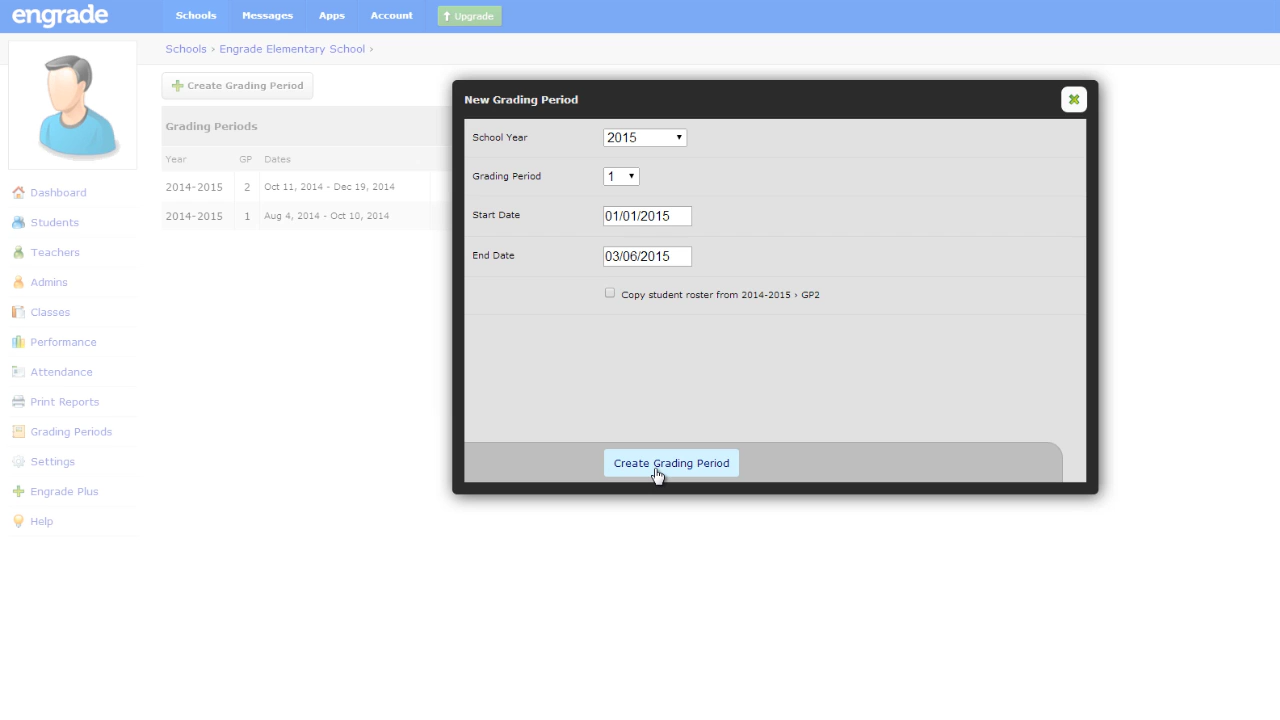 engrade
Schools Messages Apps Account Upgrade
Schools › Engrade Elementary School ›
Create Grading Period
Grading Periods
Year GP Dates
2014-2015 2 Oct 11, 2014 - Dec 19, 2014
2014-2015 1 Aug 4, 2014 - Oct 10, 2014
Dashboard
Students
Teachers
Admins
Classes
Performance
Attendance
Print Reports
Grading Periods
Settings
Engrade Plus
Help
New Grading Period
School Year 2015
Grading Period 1
Start Date 01/01/2015
End Date 03/06/2015
Copy student roster from 2014-2015 › GP2
Create Grading Period